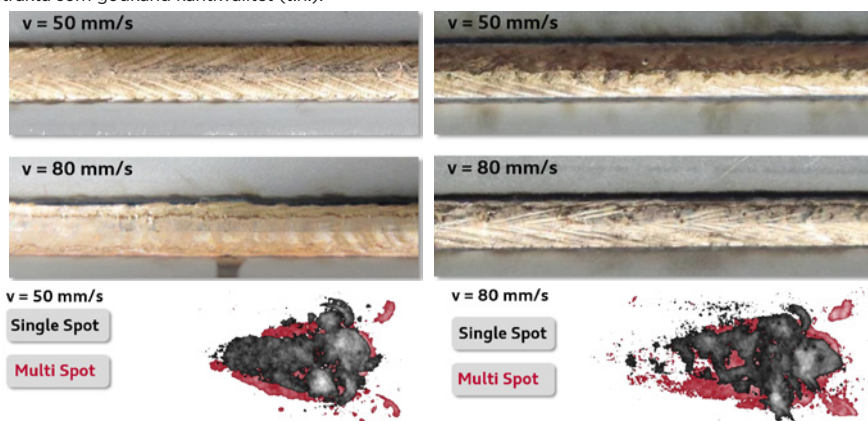 v = 50 mm/s
v = 50 mm/s
v = 80 mm/s
v = 80 mm/s
v = 50 mm/s
Single Spot
Multi Spot
v = 80 mm/s
Single Spot
Multi Spot